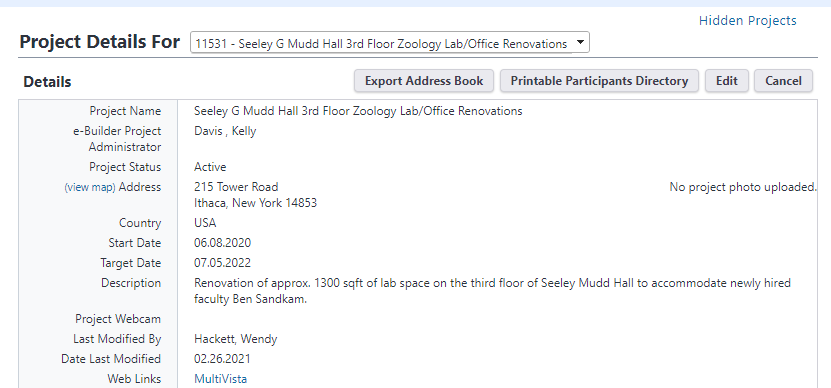 Hidden Projects
Project Details For 11531 - Seeley G Mudd Hall 3rd Floor Zoology Lab/Office Renovations
Details Export Address Book Printable Participants Directory Edit Cancel
Project Name Seeley G Mudd Hall 3rd Floor Zoology Lab/Office Renovations
e-Builder Project Davis , Kelly
Administrator
Project Status Active
(view map) Address 215 Tower Road No project photo uploaded.
Ithaca, New York 14853
Country USA
Start Date 06.08.2020
Target Date 07.05.2022
Description Renovation of approx. 1300 sqft of lab space on the third floor of Seeley Mudd Hall to accommodate newly hired
faculty Ben Sandkam.
Project Webcam
Last Modified By Hackett, Wendy
Date Last Modified 02.26.2021
Web Links MultiVista